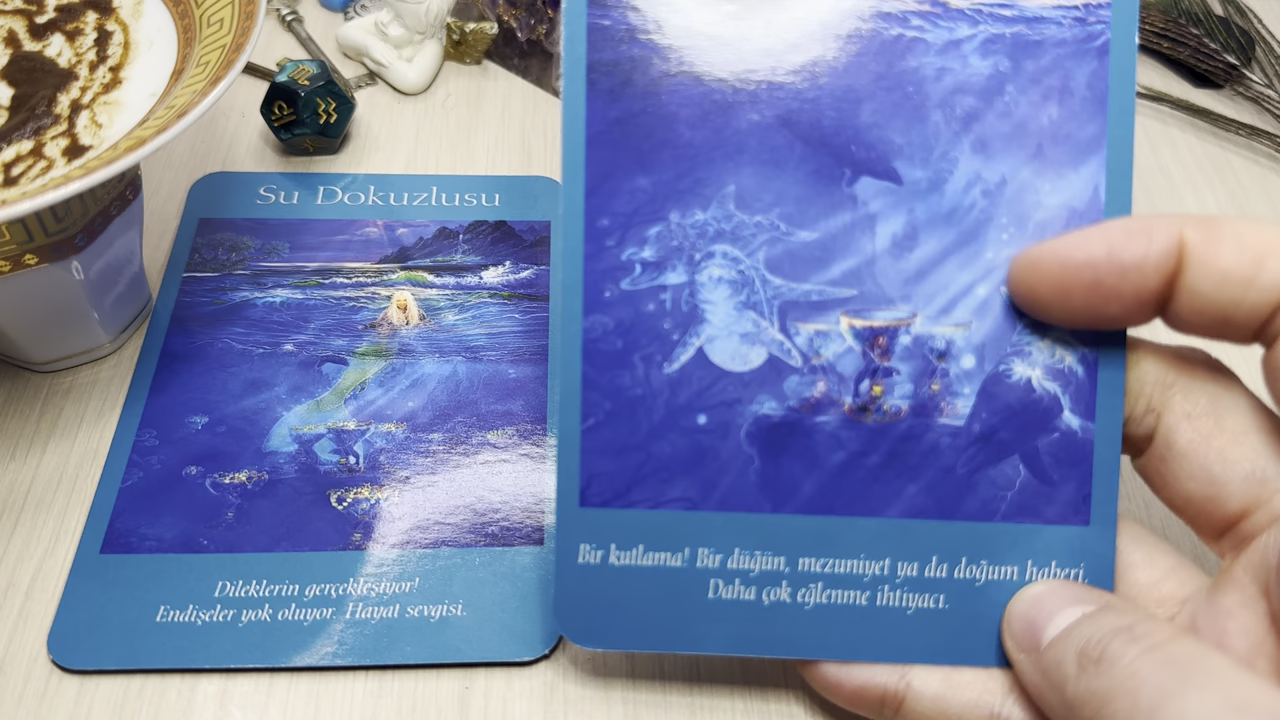 Su Dokuzlusu
Dileklerin gerçekleşiyor!
Endişeler yok oluyor. Hayat sevgisi.
Bir kutlama! Bir düğün, mezuniyet ya da doğum haberi.
Daha çok eğlenme ihtiyacı.